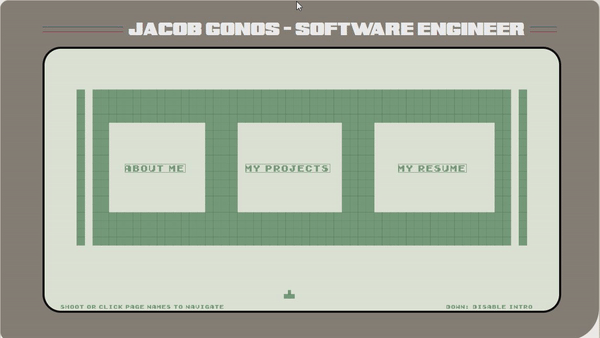 JACOB GONOS - SOFTWARE ENGINEER
ABOUT ME
MY PROJECTS
MY RESUME
SHOOT OR CLICK PAGE NAMES TO NAVIGATE
DOWN: DISABLE INTRO